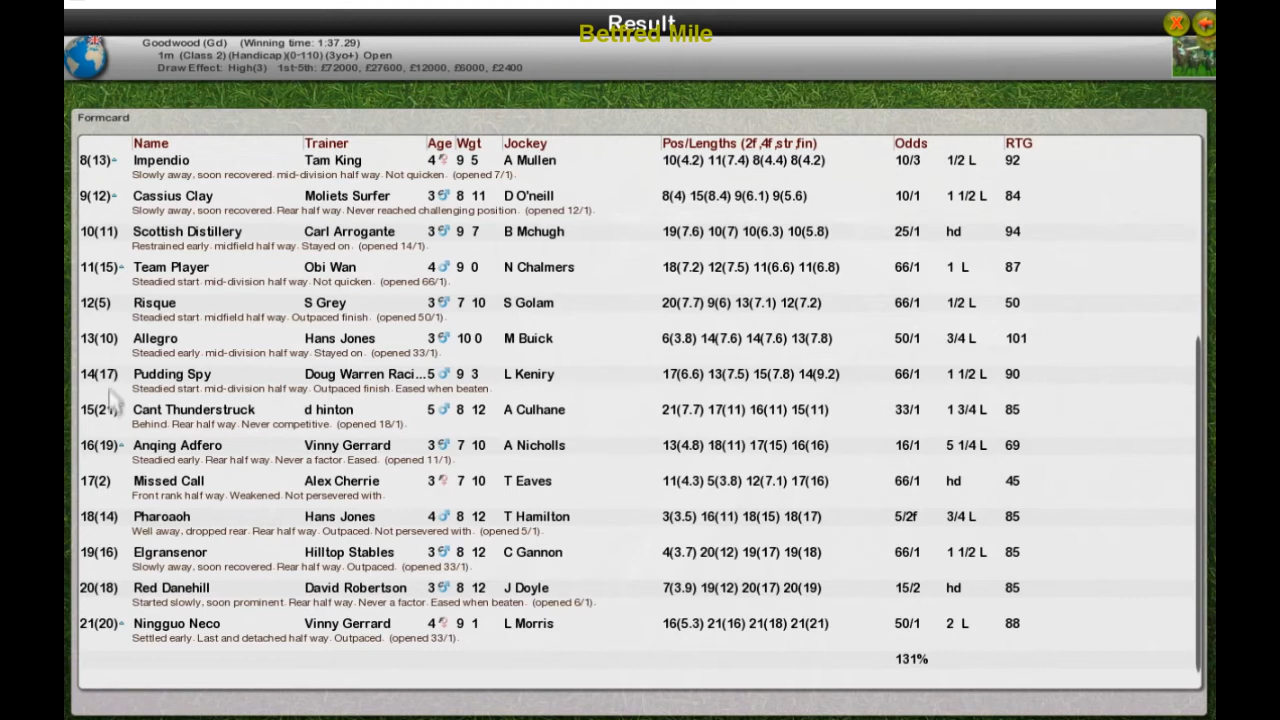 Result
Betfred Mile
Goodwood (Gd) (Winning time: 1:37.29)
1m (Class 2)(Handicap)(0-110) (3yo+) Open
Draw Effect: High(3) 1st-5th: £72000, £27600, £12000, £6000, £2400
Formcard
Name Trainer Age Wgt Jockey Pos/Lengths (2f,4f,str,fin) Odds RTG
8(13) Impendio Tam King 4 9 5 A Mullen 10(4.2) 11(7.4) 8(4.4) 8(4.2) 10/3 1/2 L 92
Slowly away, soon recovered. mid-division half way. Not quicken. (opened 7/1).
9(12) Cassius Clay Moliets Surfer 3 8 11 D O'neill 8(4) 15(8.4) 9(6.1) 9(5.6) 10/1 1 1/2 L 84
Slowly away, soon recovered. Rear half way. Never reached challenging position. (opened 12/1).
10(11) Scottish Distillery Carl Arrogante 3 9 7 B Mchugh 19(7.6) 10(7) 10(6.3) 10(5.8) 25/1 hd 94
Restrained early. midfield half way. Stayed on. (opened 14/1).
11(15) Team Player Obi Wan 4 9 0 N Chalmers 18(7.2) 12(7.5) 11(6.6) 11(6.8) 66/1 1 L 87
Steadied start. mid-division half way. Not quicken. (opened 66/1).
12(5) Risque S Grey 3 7 10 S Golam 20(7.7) 9(6) 13(7.1) 12(7.2) 66/1 1/2 L 50
Steadied start. midfield half way. Outpaced finish. (opened 50/1).
13(10) Allegro Hans Jones 3 10 0 M Buick 6(3.8) 14(7.6) 14(7.6) 13(7.8) 50/1 3/4 L 101
Steadied early. mid-division half way. Stayed on. (opened 33/1).
14(17) Pudding Spy Doug Warren Raci... 5 9 3 L Keniry 17(6.6) 13(7.5) 15(7.8) 14(9.2) 66/1 1 1/2 L 90
Steadied start. mid-division half way. Outpaced finish. Eased when beaten.
15(21) Cant Thunderstruck d hinton 5 8 12 A Culhane 21(7.7) 17(11) 16(11) 15(11) 33/1 1 3/4 L 85
Behind. Rear half way. Never competitive. (opened 18/1).
16(19) Anqing Adfero Vinny Gerrard 3 7 10 A Nicholls 13(4.8) 18(11) 17(15) 16(16) 16/1 5 1/4 L 69
Steadied early. Rear half way. Never a factor. Eased. (opened 11/1).
17(2) Missed Call Alex Cherrie 3 7 10 T Eaves 11(4.3) 5(3.8) 12(7.1) 17(16) 66/1 hd 45
Front rank half way. Weakened. Not persevered with.
18(14) Pharoaoh Hans Jones 4 8 12 T Hamilton 3(3.5) 16(11) 18(15) 18(17) 5/2f 3/4 L 85
Well away, dropped rear. Rear half way. Outpaced. Not persevered with. (opened 5/1).
19(16) Elgransenor Hilltop Stables 3 8 12 C Gannon 4(3.7) 20(12) 19(17) 19(18) 66/1 1 1/2 L 85
Slowly away, soon recovered. Rear half way. Outpaced. (opened 33/1).
20(18) Red Danehill David Robertson 3 8 12 J Doyle 7(3.9) 19(12) 20(17) 20(19) 15/2 hd 85
Started slowly, soon prominent. Rear half way. Never a factor. Eased when beaten. (opened 6/1).
21(20) Ningguo Neco Vinny Gerrard 4 9 1 L Morris 16(5.3) 21(16) 21(18) 21(21) 50/1 2 L 88
Settled early. Last and detached half way. Outpaced. (opened 33/1).
131%